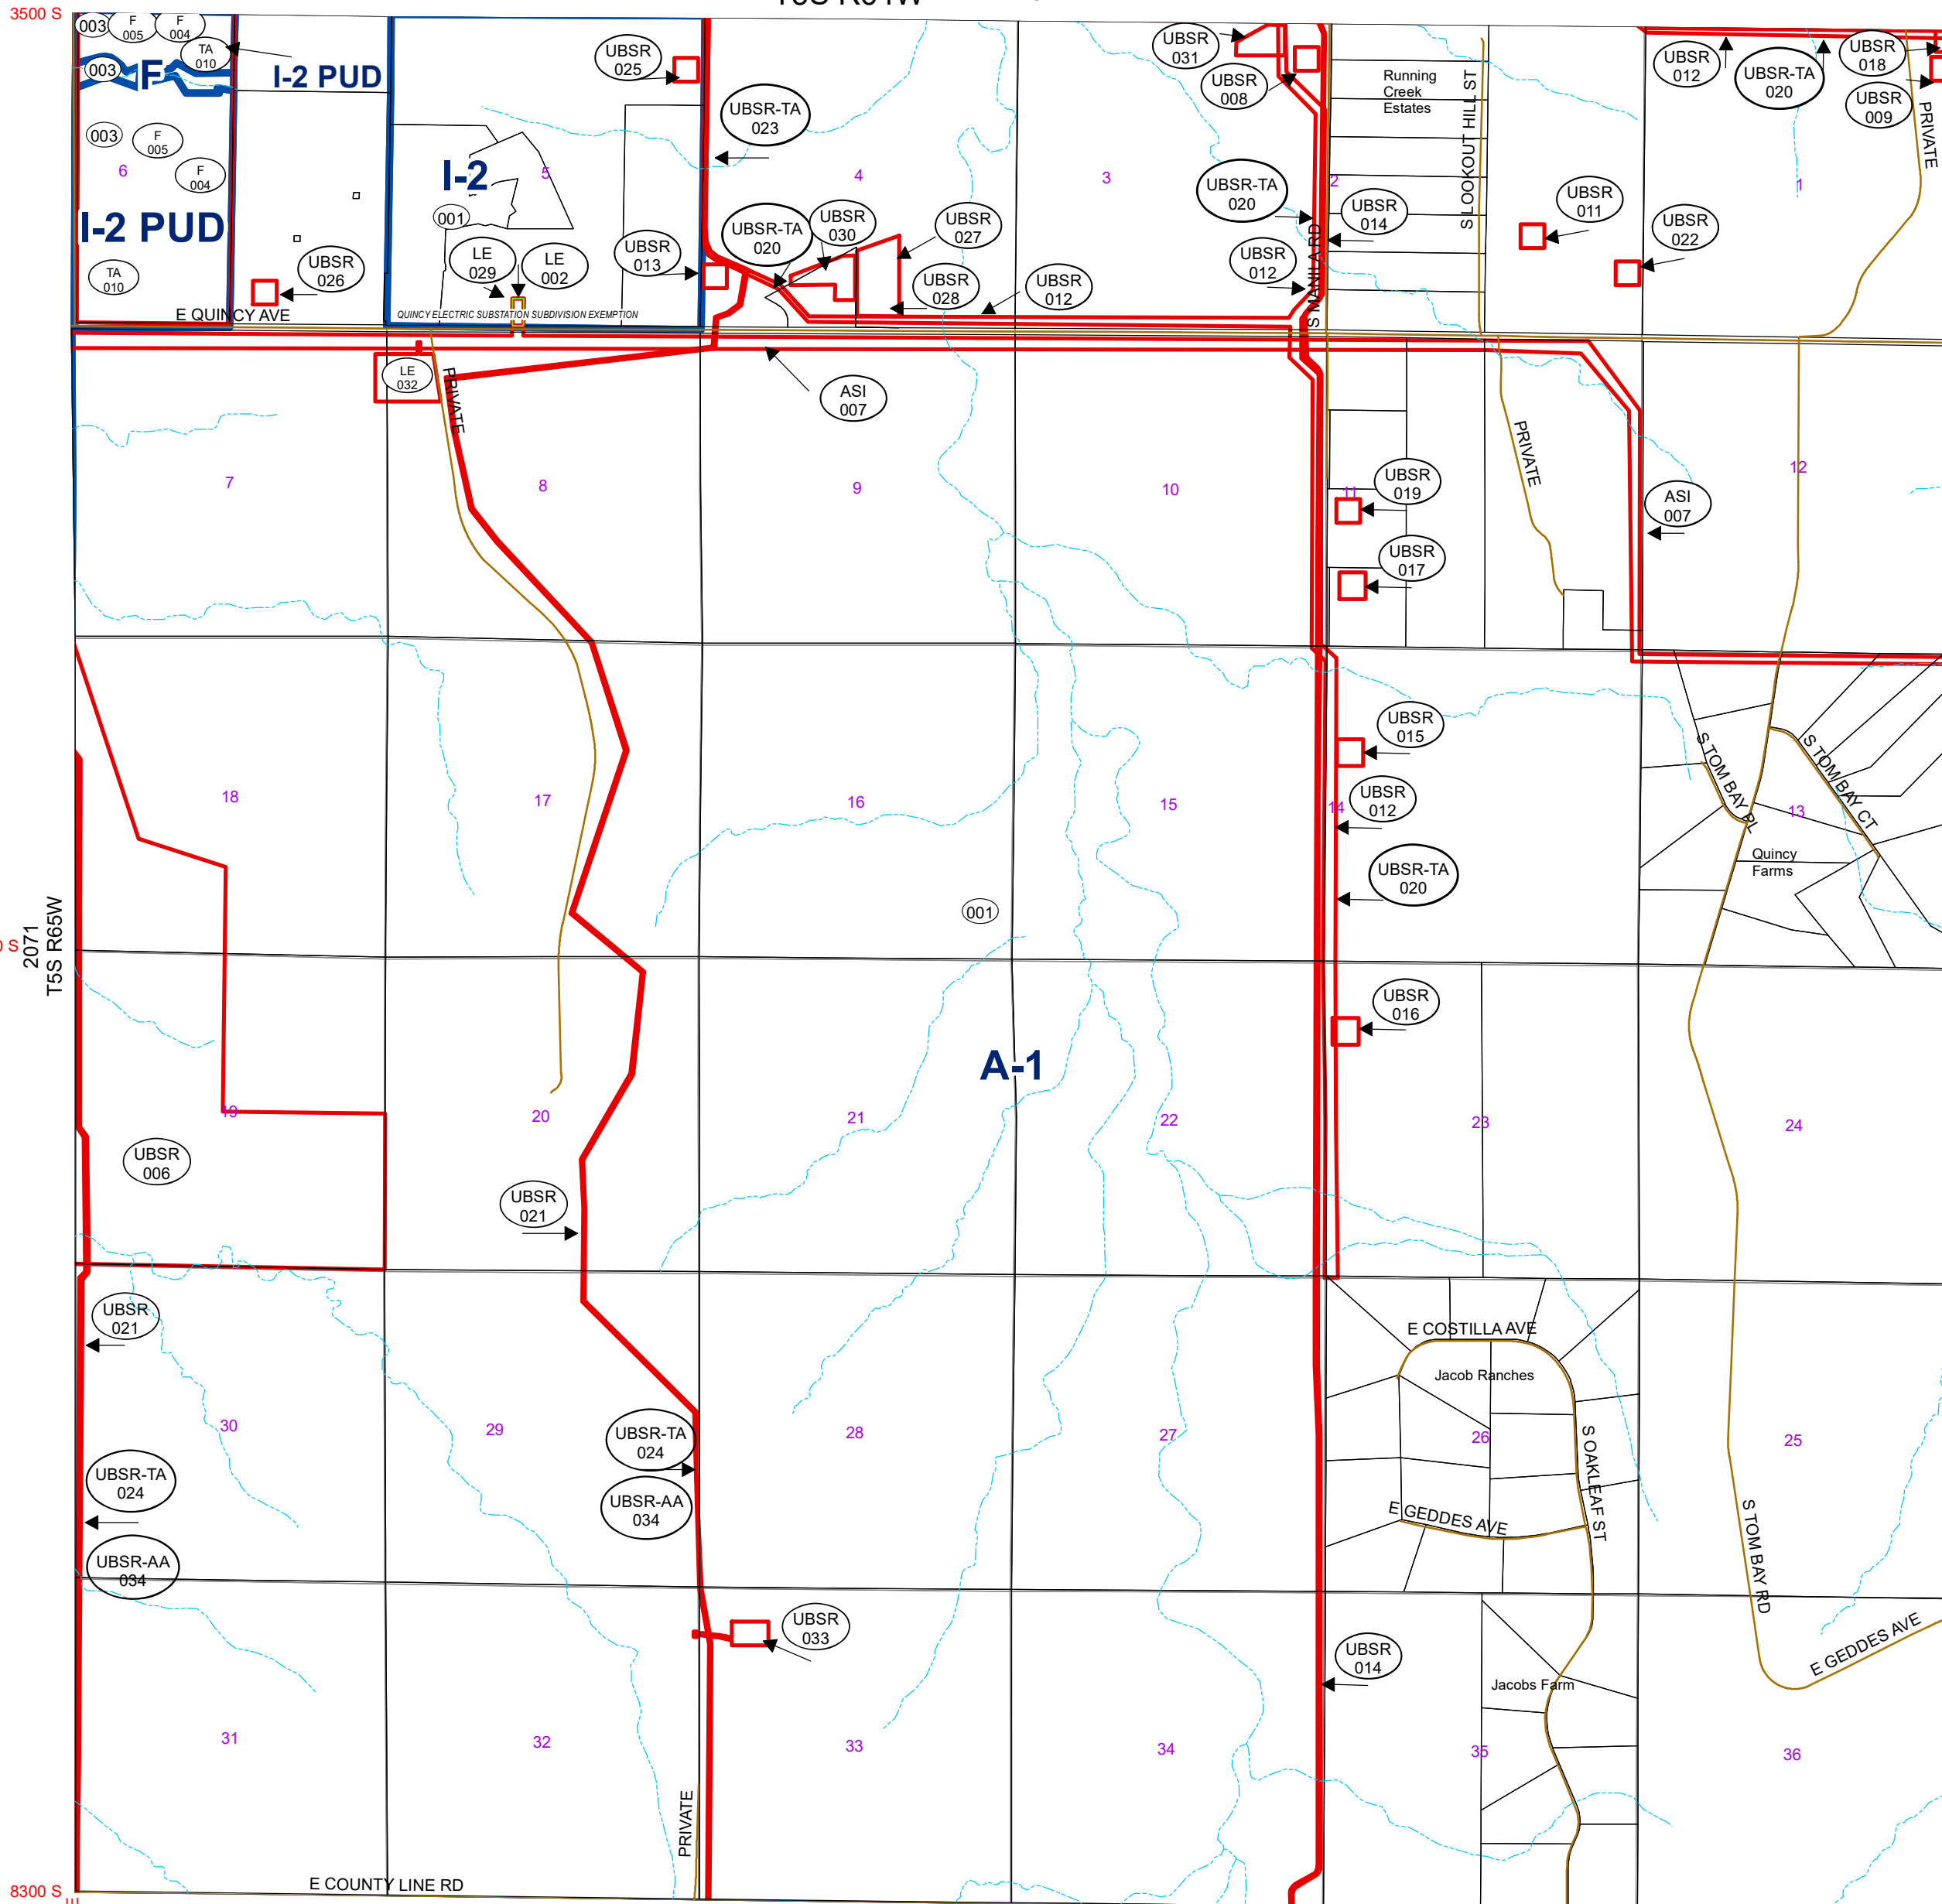 3500 S
003
F
005
F
004
TA
010
003
F
I-2 PUD
003
F
005
F
004
6
I-2 PUD
TA
010
UBSR
026
E QUINCY AVE
I-2
5
001
LE
029
LE
002
QUINCY ELECTRIC SUBSTATION SUBDIVISION EXEMPTION
UBSR
025
UBSR-TA
023
UBSR
013
UBSR-TA
020
UBSR
030
UBSR
027
UBSR
028
UBSR
012
4
3
UBSR
031
UBSR
008
UBSR-TA
020
UBSR
012
S MANILA RD
2
UBSR
014
Running
Creek
Estates
S LOOKOUT HILL ST
UBSR
011
UBSR
022
UBSR
012
UBSR-TA
020
UBSR
018
UBSR
009
1
PRIVATE
LE
032
PRIVATE
ASI
007
7
8
9
10
11
UBSR
019
UBSR
017
PRIVATE
ASI
007
12
18
17
16
15
14
UBSR
015
UBSR
012
UBSR-TA
020
S TOM BAY PL
S TOM BAY CT
13
Quincy
Farms
001
0 S
2071
T5S R65W
A-1
UBSR
016
19
20
21
22
23
24
UBSR
006
UBSR
021
UBSR
021
E COSTILLA AVE
Jacob Ranches
30
29
28
27
26
25
UBSR-TA
024
UBSR-AA
034
UBSR-TA
024
UBSR-AA
034
E GEDDES AVE
S OAKLEAF ST
S TOM BAY RD
E GEDDES AVE
UBSR
033
UBSR
014
Jacobs Farm
31
32
33
34
35
36
PRIVATE
E COUNTY LINE RD
8300 S